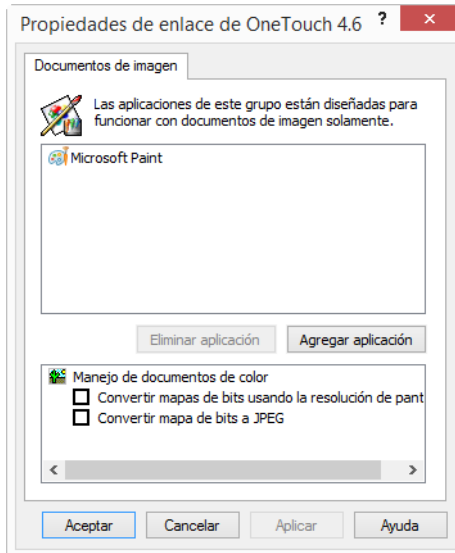 Propiedades de enlace de OneTouch 4.6 ? ×
Documentos de imagen
Las aplicaciones de este grupo están diseñadas para
funcionar con documentos de imagen solamente.
Microsoft Paint
Eliminar aplicación Agregar aplicación
Manejo de documentos de color
Convertir mapas de bits usando la resolución de pant
Convertir mapa de bits a JPEG
Aceptar Cancelar Aplicar Ayuda